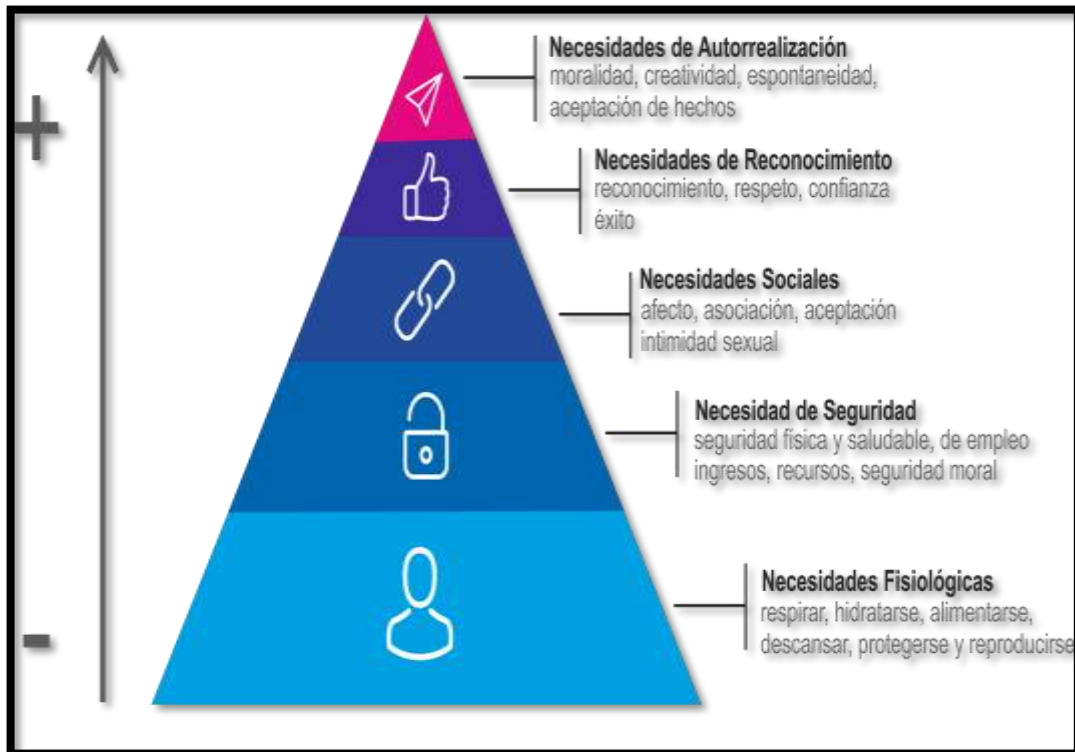 Necesidades de Autorrealización
moralidad, creatividad, espontaneidad,
aceptación de hechos
+
Necesidades de Reconocimiento
reconocimiento, respeto, confianza
éxito
Necesidades Sociales
afecto, asociación, aceptación
intimidad sexual
Necesidad de Seguridad
seguridad física y saludable, de empleo
ingresos, recursos, seguridad moral
Necesidades Fisiológicas
respirar, hidratarse, alimentarse,
descansar, protegerse y reproducirse
-